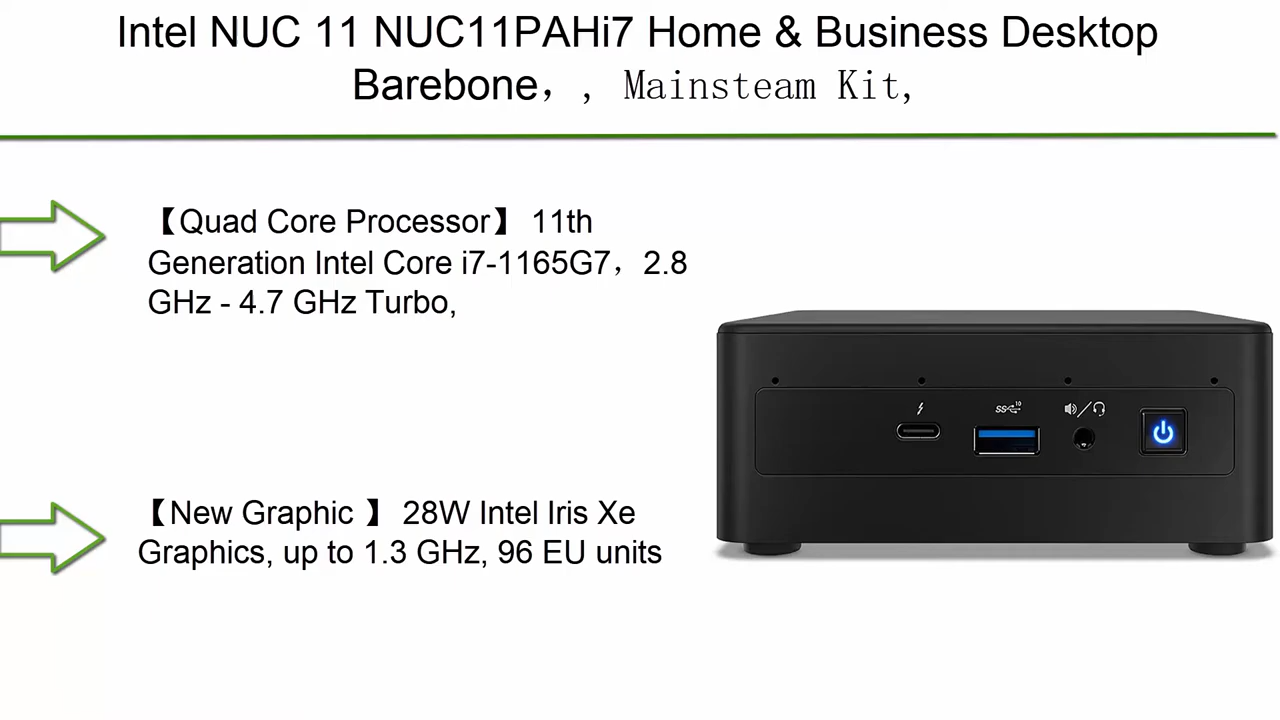 Intel NUC 11 NUC11PAHi7 Home & Business Desktop
Barebone，, Mainsteam Kit,
【Quad Core Processor】 11th
Generation Intel Core i7-1165G7，2.8
GHz - 4.7 GHz Turbo,
【New Graphic 】 28W Intel Iris Xe
Graphics, up to 1.3 GHz, 96 EU units
SS 10